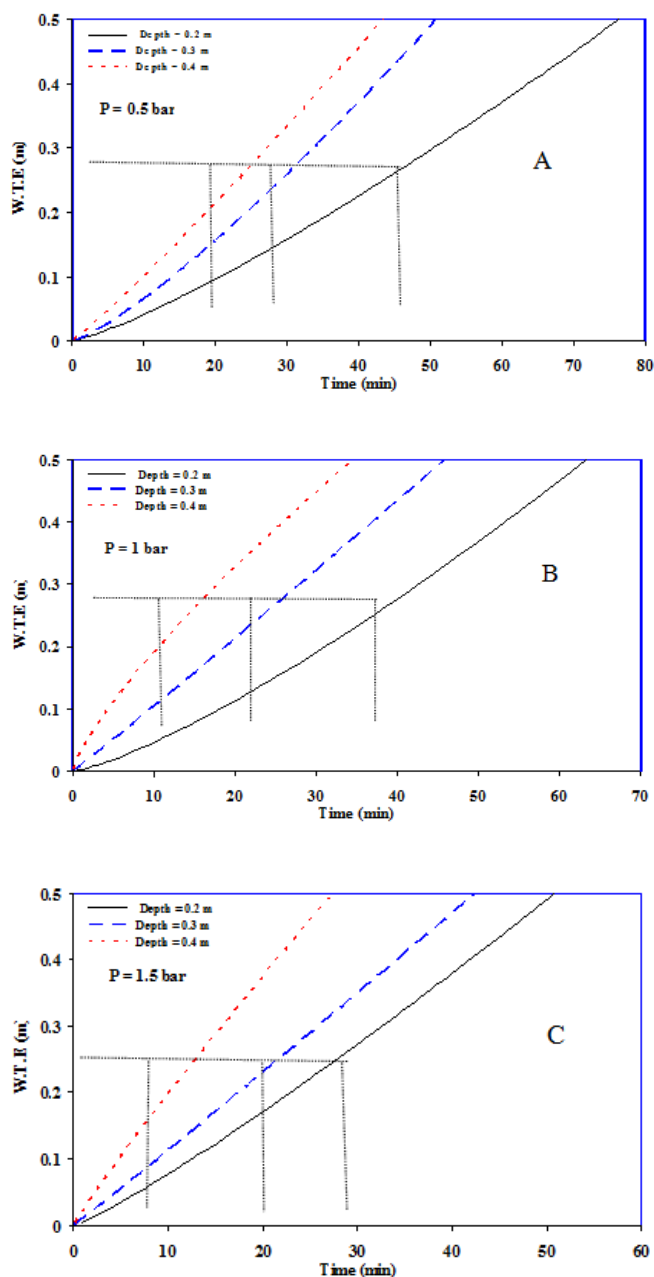 0.5
Depth = 0.2 m
Depth = 0.3 m
Depth = 0.4 m
0.4
P = 0.5 bar
0.3
A
W.T.E (m)
0.2
0.1
0
0 10 20 30 40 50 60 70 80
Time (min)
0.5
Depth = 0.2 m
Depth = 0.3 m
Depth = 0.4 m
0.4
P = 1 bar
0.3
B
W.T.E (m)
0.2
0.1
0
0 10 20 30 40 50 60 70
Time (min)
0.5
Depth = 0.2 m
Depth = 0.3 m
Depth = 0.4 m
0.4
P = 1.5 bar
0.3
C
W.T.E (m)
0.2
0.1
0
0 10 20 30 40 50 60
Time (min)